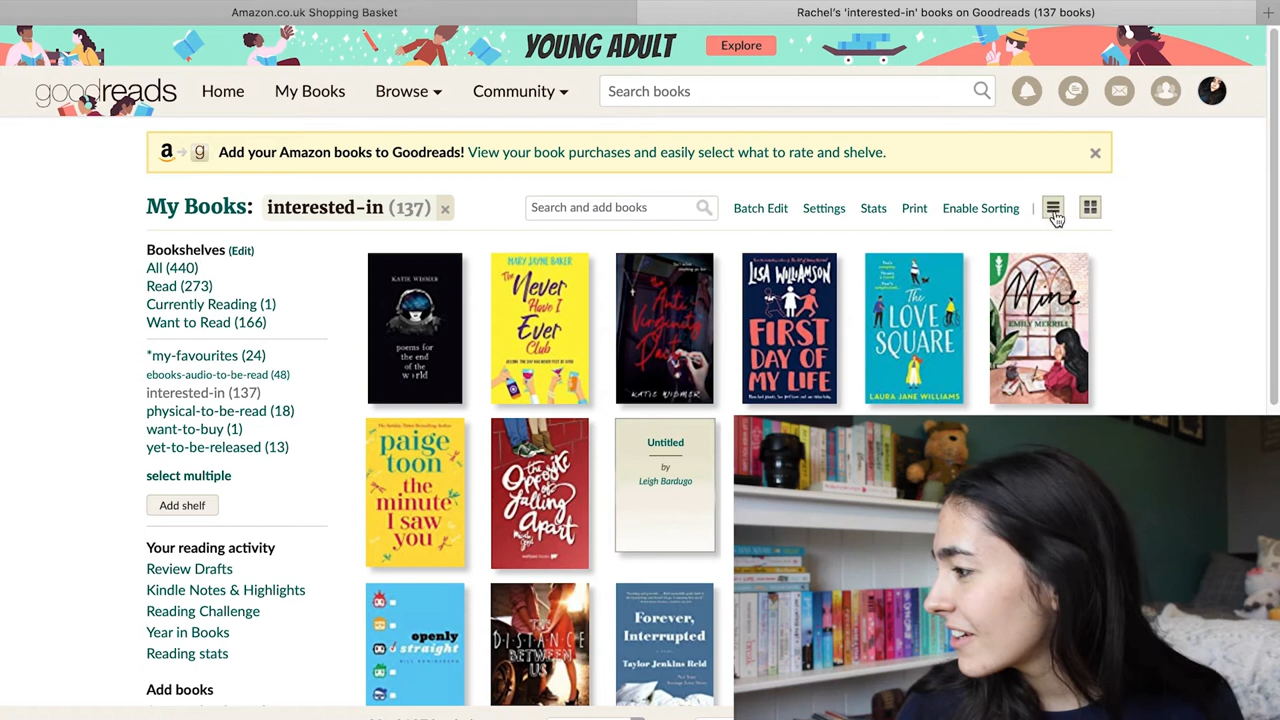 Amazon.co.uk Shopping Basket
Rachel's 'interested-in' books on Goodreads (137 books)
YOUNG ADULT
Explore
goodreads
Home
My Books
Browse
Community
Search books
a g Add your Amazon books to Goodreads! View your book purchases and easily select what to rate and shelve.
My Books: interested-in (137)
Search and add books
Batch Edit
Settings
Stats
Print
Enable Sorting
Bookshelves (Edit)
All (440)
Read (273)
Currently Reading (1)
Want to Read (166)
*my-favourites (24)
ebooks-audio-to-be-read (48)
interested-in (137)
physical-to-be-read (18)
want-to-buy (1)
yet-to-be-released (13)
select multiple
Add shelf
Your reading activity
Review Drafts
Kindle Notes & Highlights
Reading Challenge
Year in Books
Reading stats
Add books
KATIE WISMER
poems for
the end
of the
world
MARY JAYNE BAKER
The
Never
Have I
Ever
Club
The
Anti
Virginity
Pact
KATIE WISMER
LISA WILLIAMSON
FIRST
DAY OF
MY LIFE
The
LOVE
SQUARE
LAURA JANE WILLIAMS
Mine
EMILY MERRILL
paige
toon
the
minute
I saw
you
the
Opposite
of
falling
Apart
Untitled
by
Leigh Bardugo
openly
straight
THE
DISTANCE
BETWEEN
US
Forever,
Interrupted
Taylor Jenkins Reid